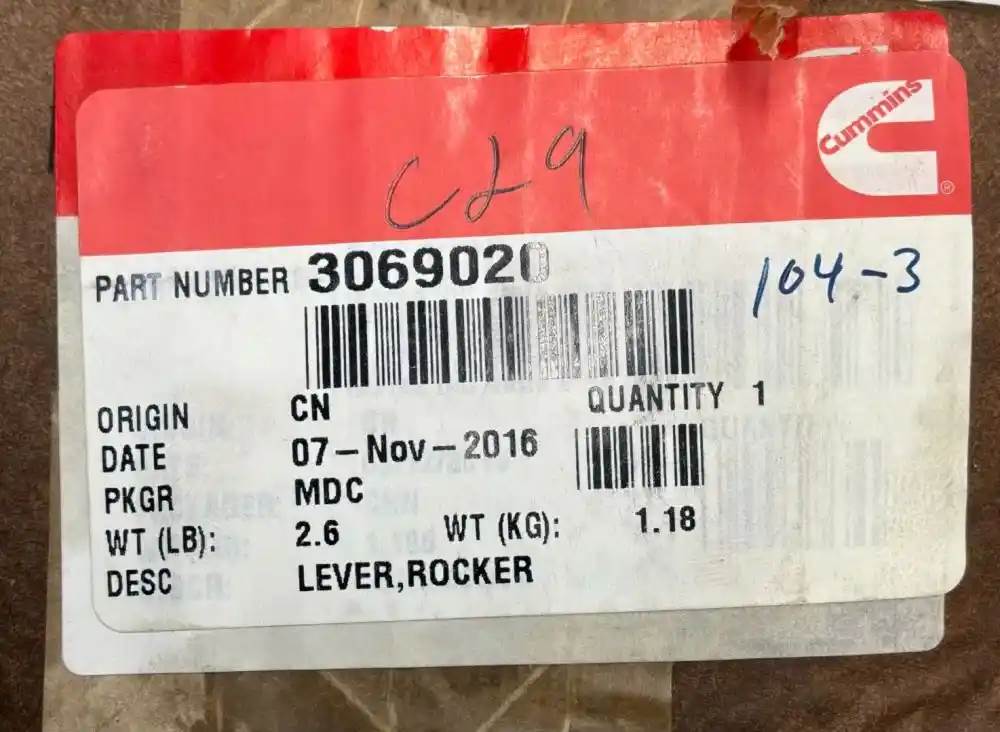 Cummins
®
C29
PART NUMBER 3069020
104-3
ORIGIN CN QUANTITY 1
DATE 07-Nov-2016
PKGR MDC
WT (LB): 2.6 WT (KG): 1.18
DESC LEVER,ROCKER